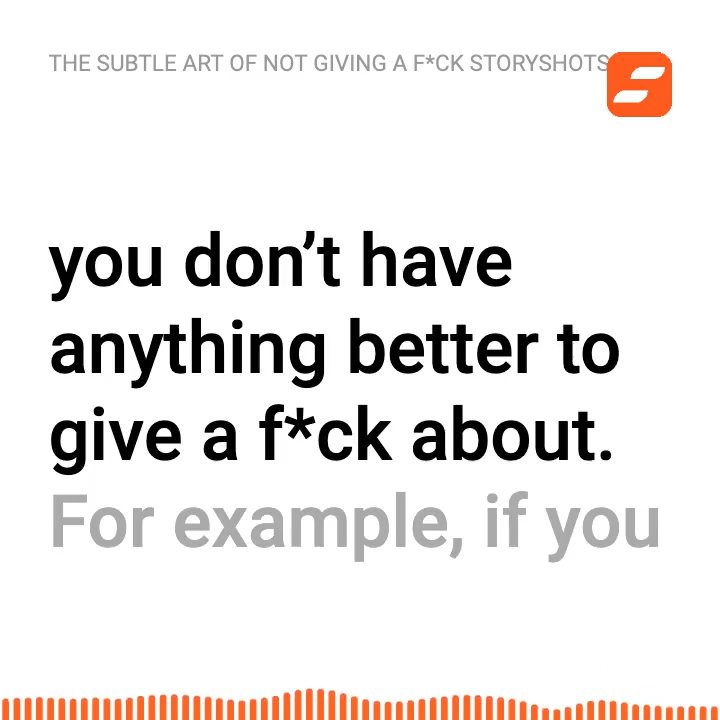 THE SUBTLE ART OF NOT GIVING A F*CK STORYSHOTS
you don’t have
anything better to
give a f*ck about.
For example, if you